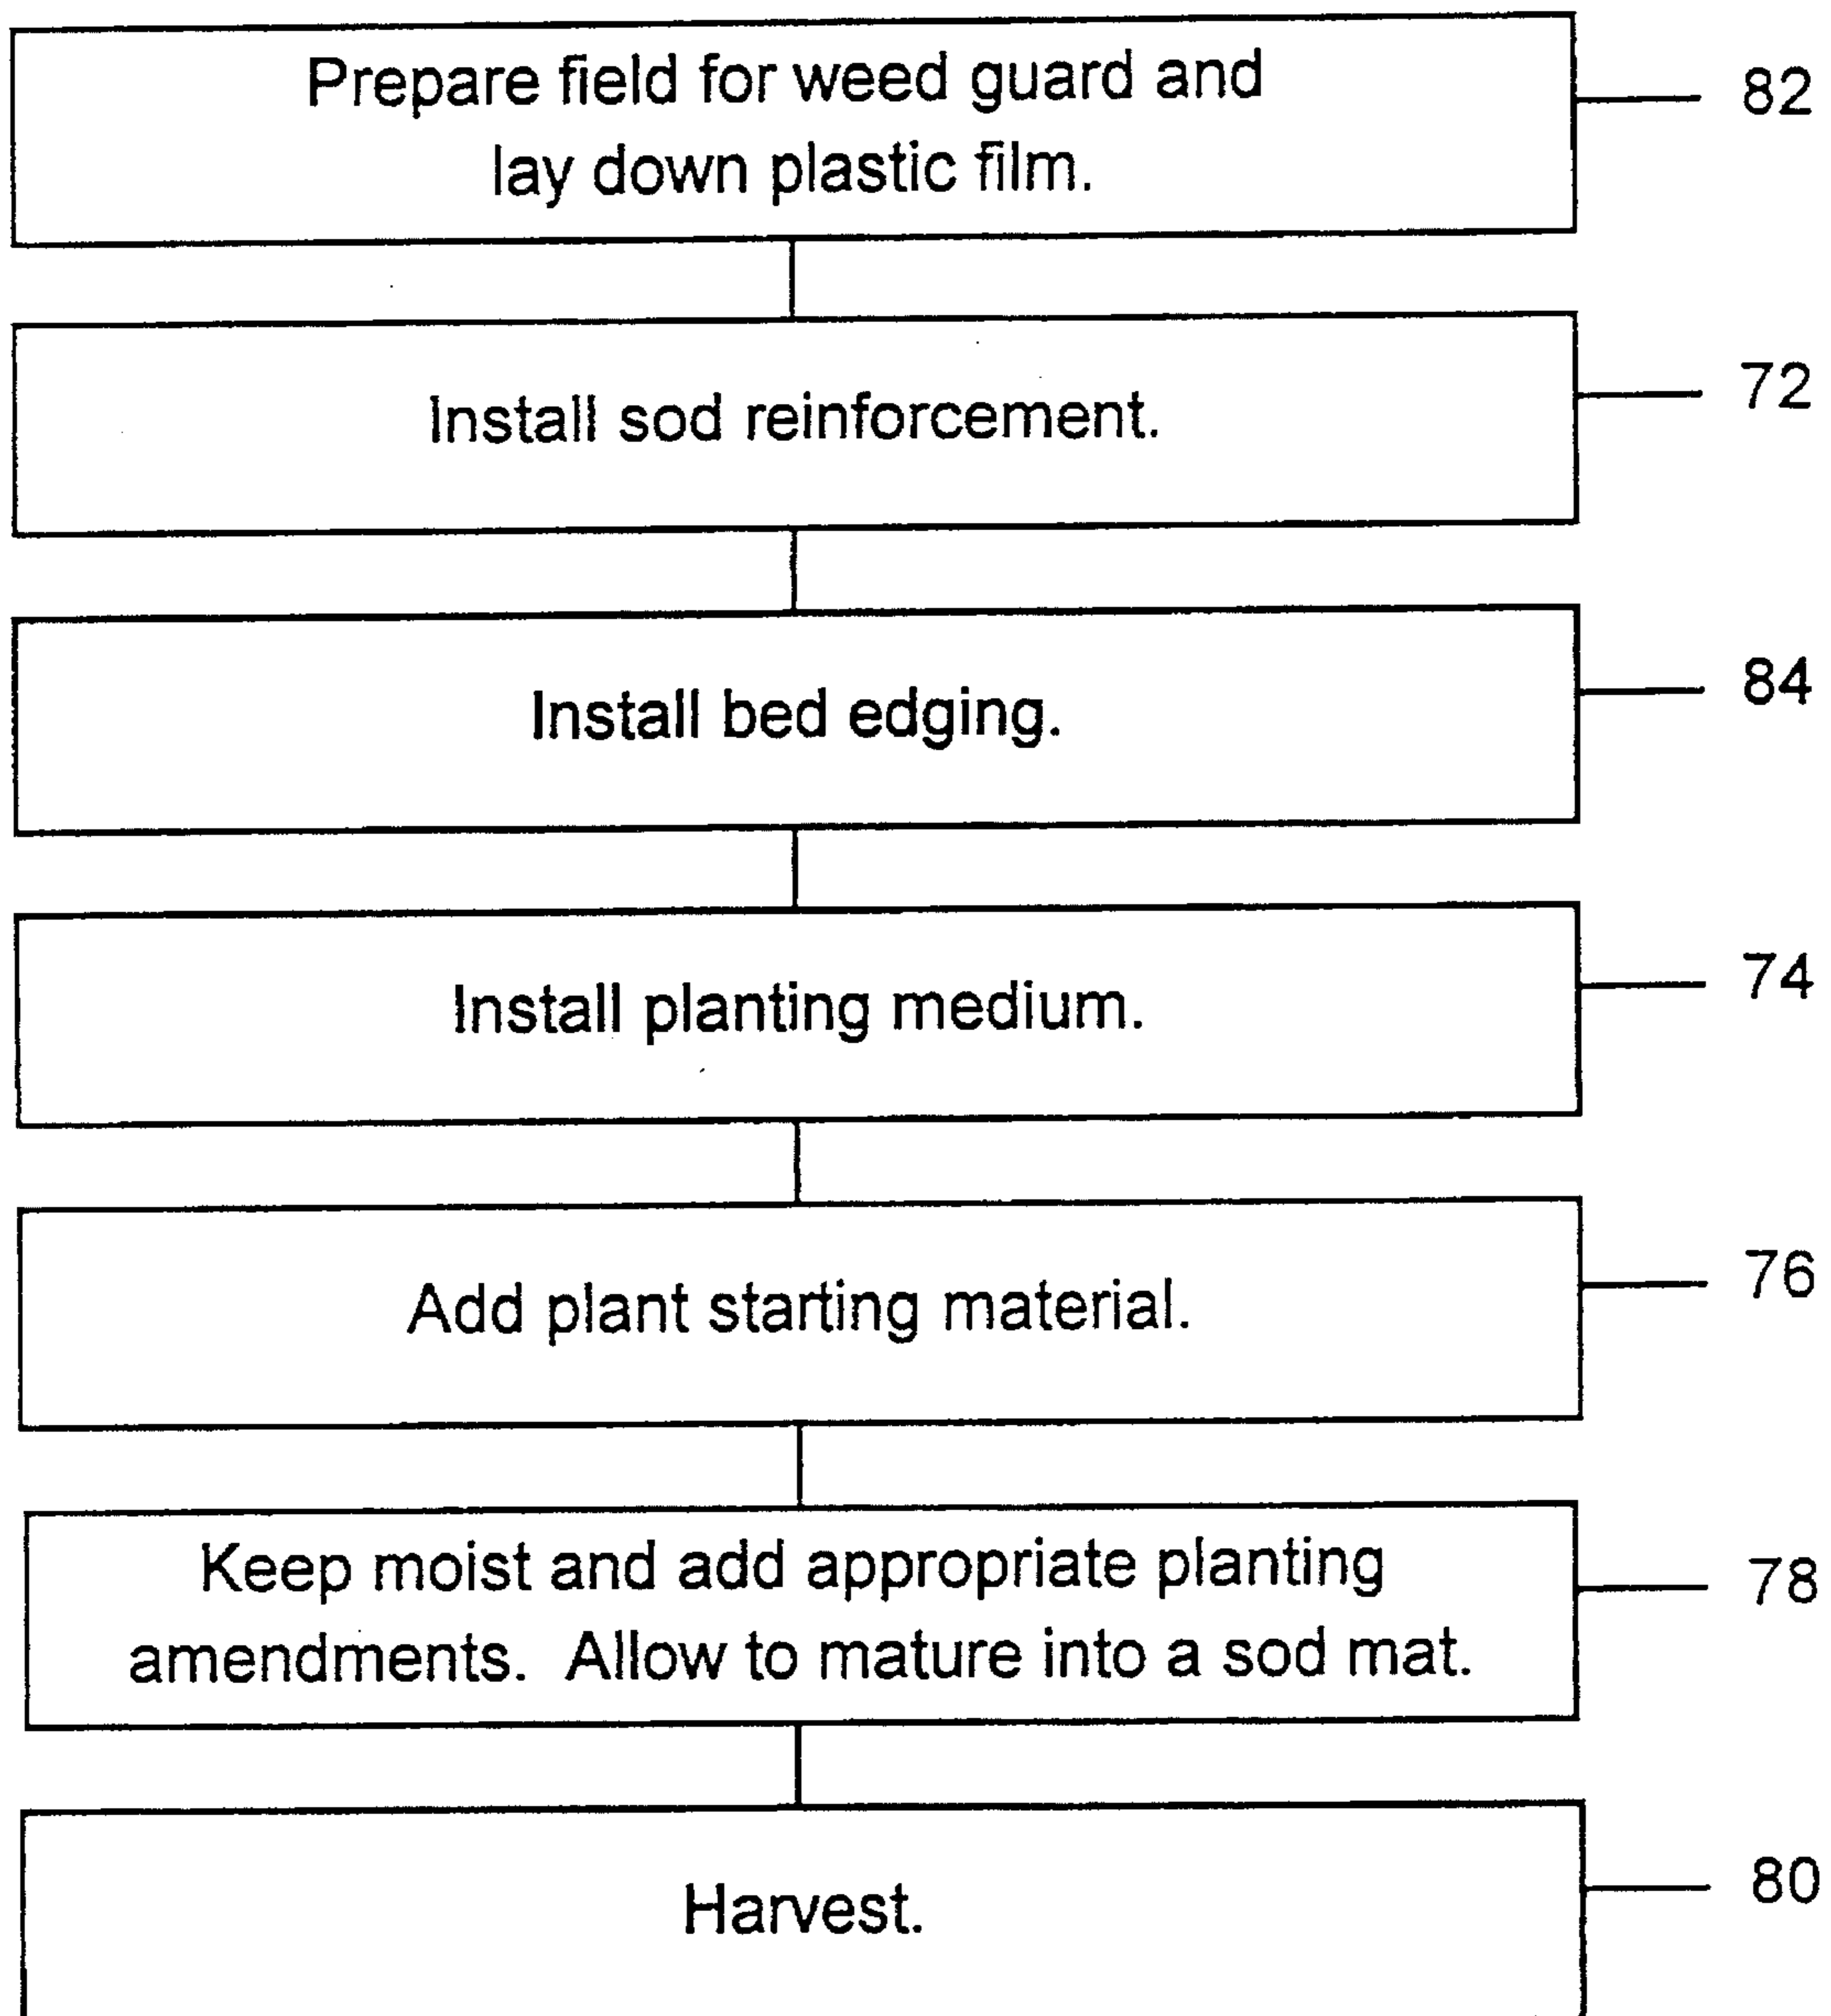 Prepare field for weed guard and
lay down plastic film.
82
Install sod reinforcement.
72
Install bed edging.
84
Install planting medium.
74
Add plant starting material.
76
Keep moist and add appropriate planting
amendments.  Allow to mature into a sod mat.
78
Harvest.
80